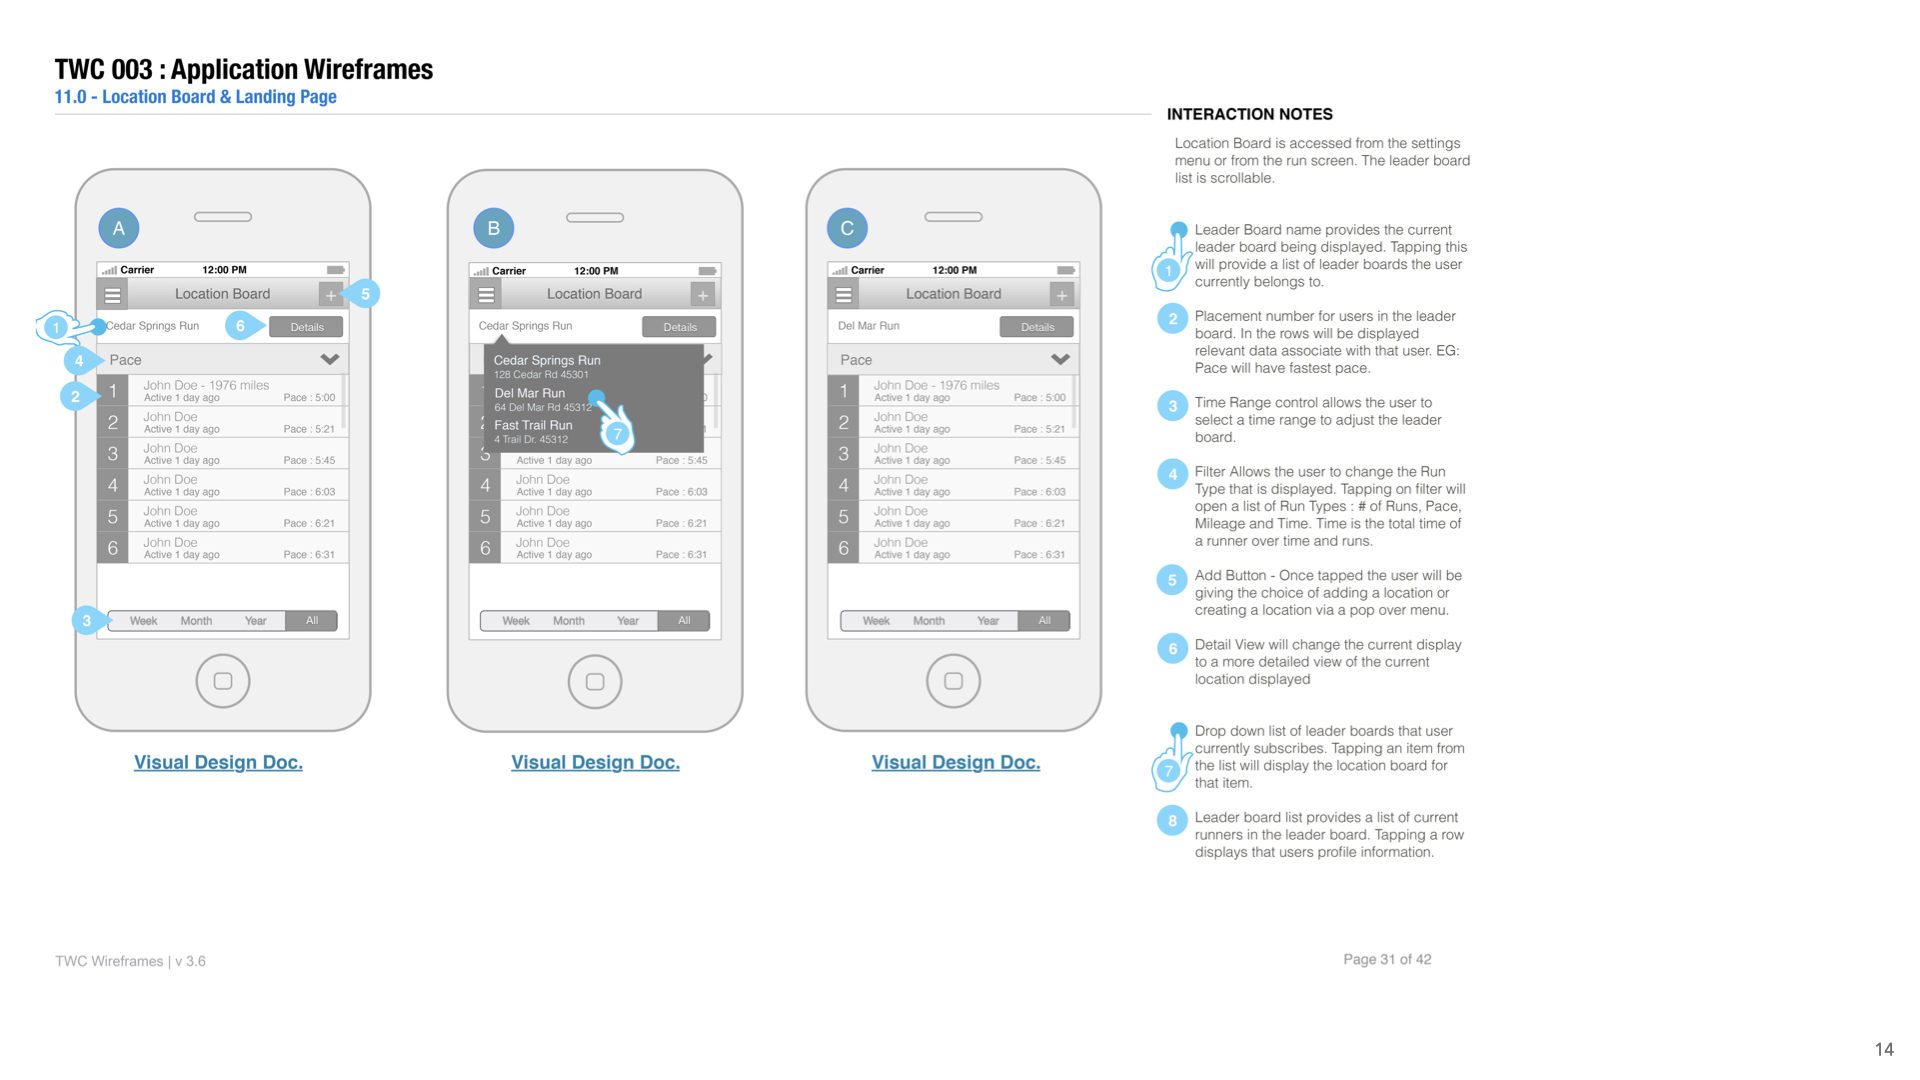 TWC 003 : Application Wireframes
11.0 - Location Board & Landing Page
A
Carrier 12:00 PM
Location Board +
5
1
Cedar Springs Run
6
Details
4
Pace
2
1 John Doe - 1976 miles
Active 1 day ago Pace : 5:00
2 John Doe
Active 1 day ago Pace : 5:21
3 John Doe
Active 1 day ago Pace : 5:45
4 John Doe
Active 1 day ago Pace : 6:03
5 John Doe
Active 1 day ago Pace : 6:21
6 John Doe
Active 1 day ago Pace : 6:31
3
Week Month Year All
Visual Design Doc.
B
Carrier 12:00 PM
Location Board +
Cedar Springs Run Details
Cedar Springs Run
128 Cedar Rd 45301
Del Mar Run
64 Del Mar Rd 45312
Fast Trail Run
4 Trail Dr. 45312
7
3
Active 1 day ago Pace : 5:45
4 John Doe
Active 1 day ago Pace : 6:03
5 John Doe
Active 1 day ago Pace : 6:21
6 John Doe
Active 1 day ago Pace : 6:31
Week Month Year All
Visual Design Doc.
C
Carrier 12:00 PM
Location Board +
Del Mar Run Details
Pace
1 John Doe - 1976 miles
Active 1 day ago Pace : 5:00
2 John Doe
Active 1 day ago Pace : 5:21
3 John Doe
Active 1 day ago Pace : 5:45
4 John Doe
Active 1 day ago Pace : 6:03
5 John Doe
Active 1 day ago Pace : 6:21
6 John Doe
Active 1 day ago Pace : 6:31
Week Month Year All
Visual Design Doc.
INTERACTION NOTES
Location Board is accessed from the settings
menu or from the run screen. The leader board
list is scrollable.
1
Leader Board name provides the current
leader board being displayed. Tapping this
will provide a list of leader boards the user
currently belongs to.
2
Placement number for users in the leader
board. In the rows will be displayed
relevant data associate with that user. EG:
Pace will have fastest pace.
3
Time Range control allows the user to
select a time range to adjust the leader
board.
4
Filter Allows the user to change the Run
Type that is displayed. Tapping on filter will
open a list of Run Types : # of Runs, Pace,
Mileage and Time. Time is the total time of
a runner over time and runs.
5
Add Button - Once tapped the user will be
giving the choice of adding a location or
creating a location via a pop over menu.
6
Detail View will change the current display
to a more detailed view of the current
location displayed
7
Drop down list of leader boards that user
currently subscribes. Tapping an item from
the list will display the location board for
that item.
8
Leader board list provides a list of current
runners in the leader board. Tapping a row
displays that users profile information.
TWC Wireframes | v 3.6
Page 31 of 42
14